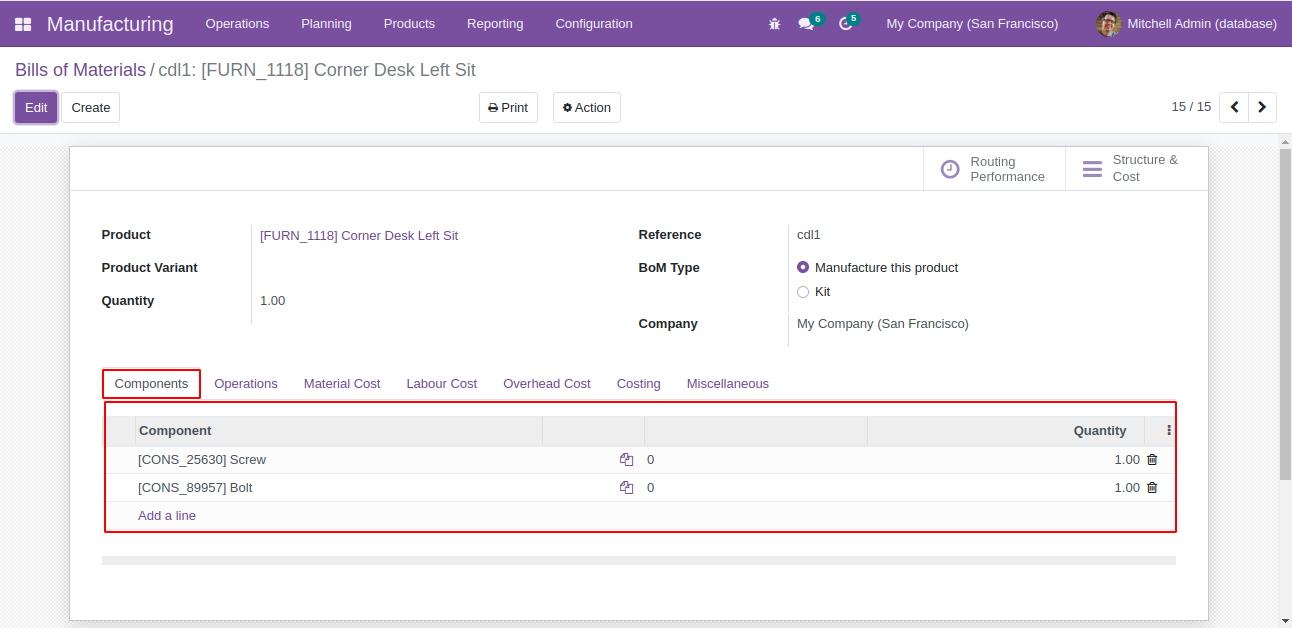 Manufacturing Operations Planning Products Reporting Configuration 6 5 My Company (San Francisco) Mitchell Admin (database)
Bills of Materials / cdl1: [FURN_1118] Corner Desk Left Sit
Edit Create Print Action 15 / 15
Routing Performance
Structure & Cost
Product [FURN_1118] Corner Desk Left Sit
Product Variant
Quantity 1.00
Reference cdl1
BoM Type Manufacture this product
Kit
Company My Company (San Francisco)
Components Operations Material Cost Labour Cost Overhead Cost Costing Miscellaneous
Component Quantity
[CONS_25630] Screw 0 1.00
[CONS_89957] Bolt 0 1.00
Add a line